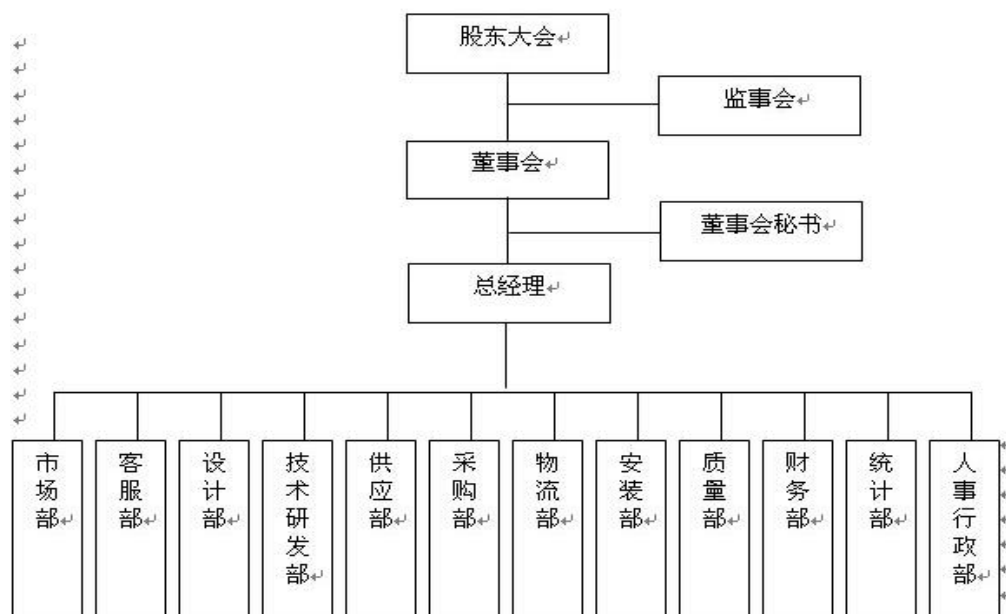 股东大会
监事会
董事会
董事会秘书
总经理
市场部
客服部
设计部
技术研发部
供应部
采购部
物流部
安装部
质量部
财务部
统计部
人事行政部